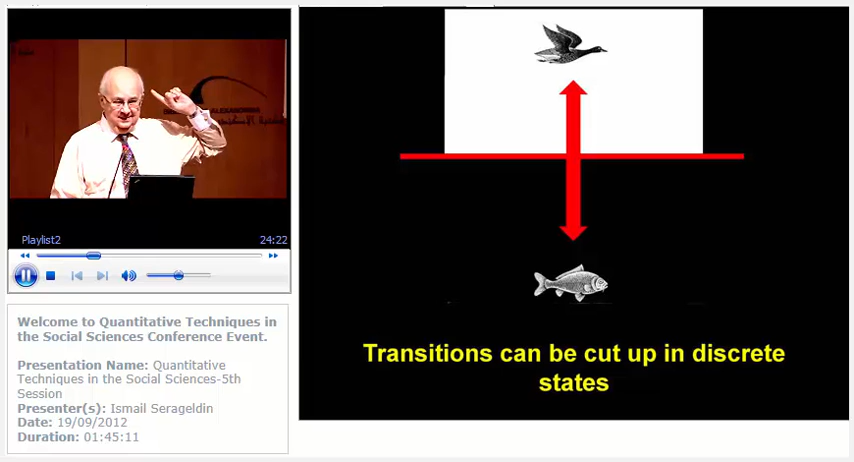 ALEXANDRINA
Playlist2
24:22
Welcome to Quantitative Techniques in
the Social Sciences Conference Event.
Presentation Name: Quantitative
Techniques in the Social Sciences-5th
Session
Presenter(s): Ismail Serageldin
Date: 19/09/2012
Duration: 01:45:11
Transitions can be cut up in discrete
states